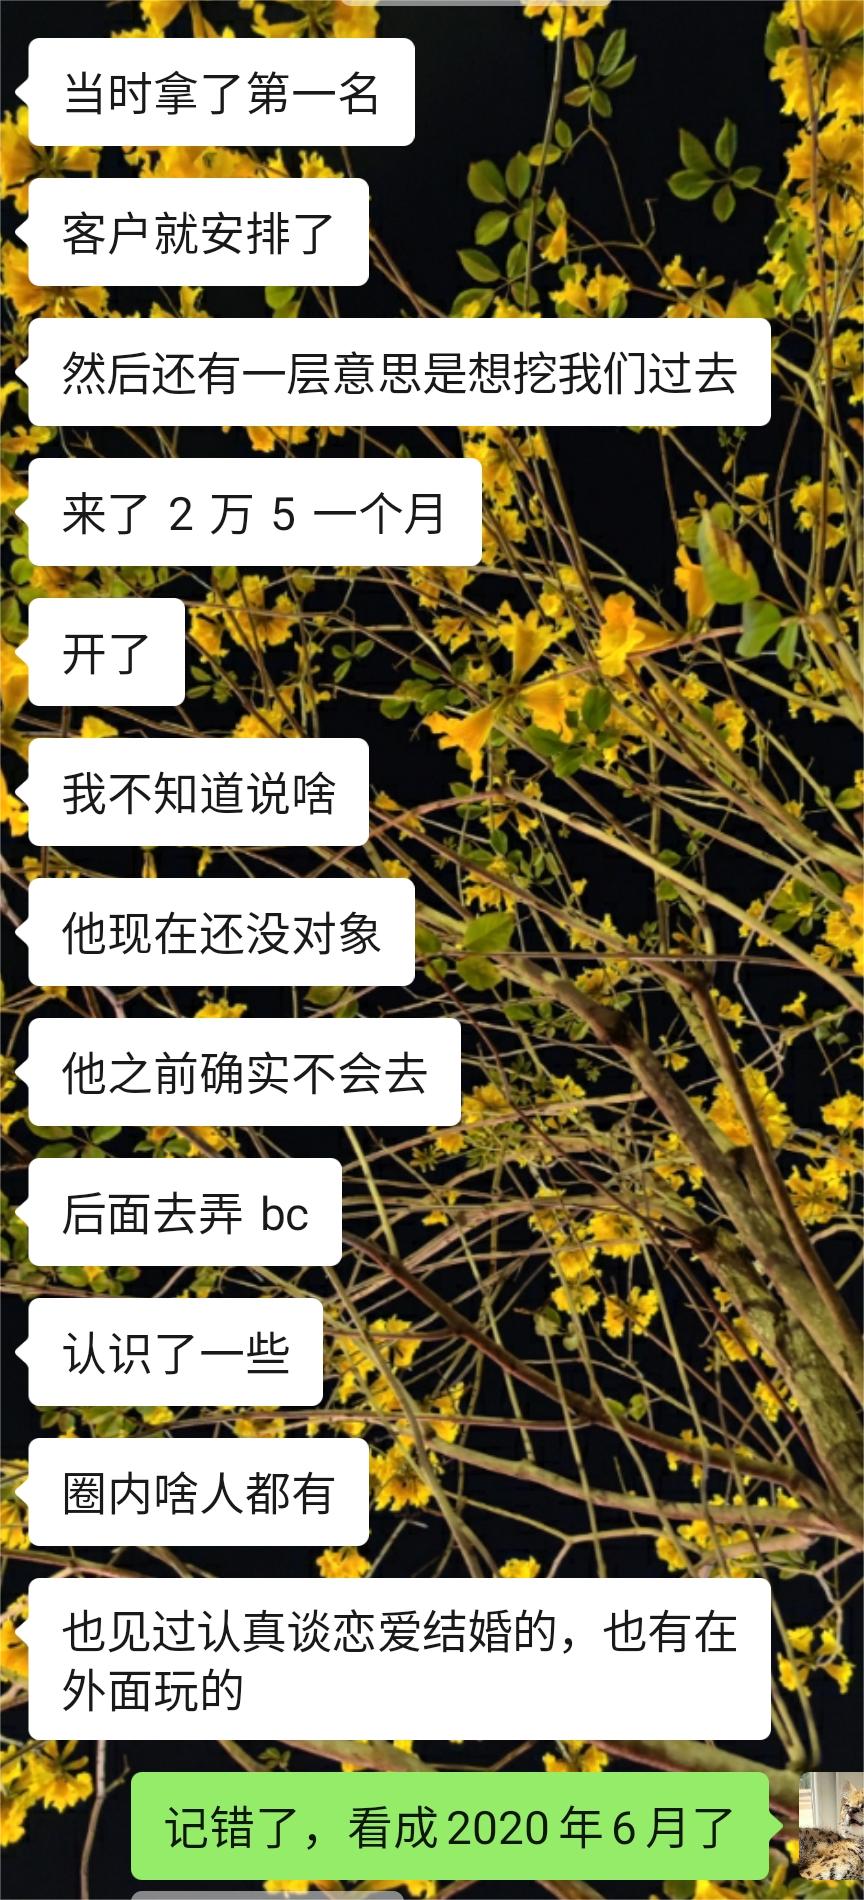 当时拿了第一名
客户就安排了
然后还有一层意思是想挖我们过去
来了 2 万 5 一个月
开了
我不知道说啥
他现在还没对象
他之前确实不会去
后面去弄 bc
认识了一些
圈内啥人都有
也见过认真谈恋爱结婚的，也有在
外面玩的
记错了，看成2020年6月了